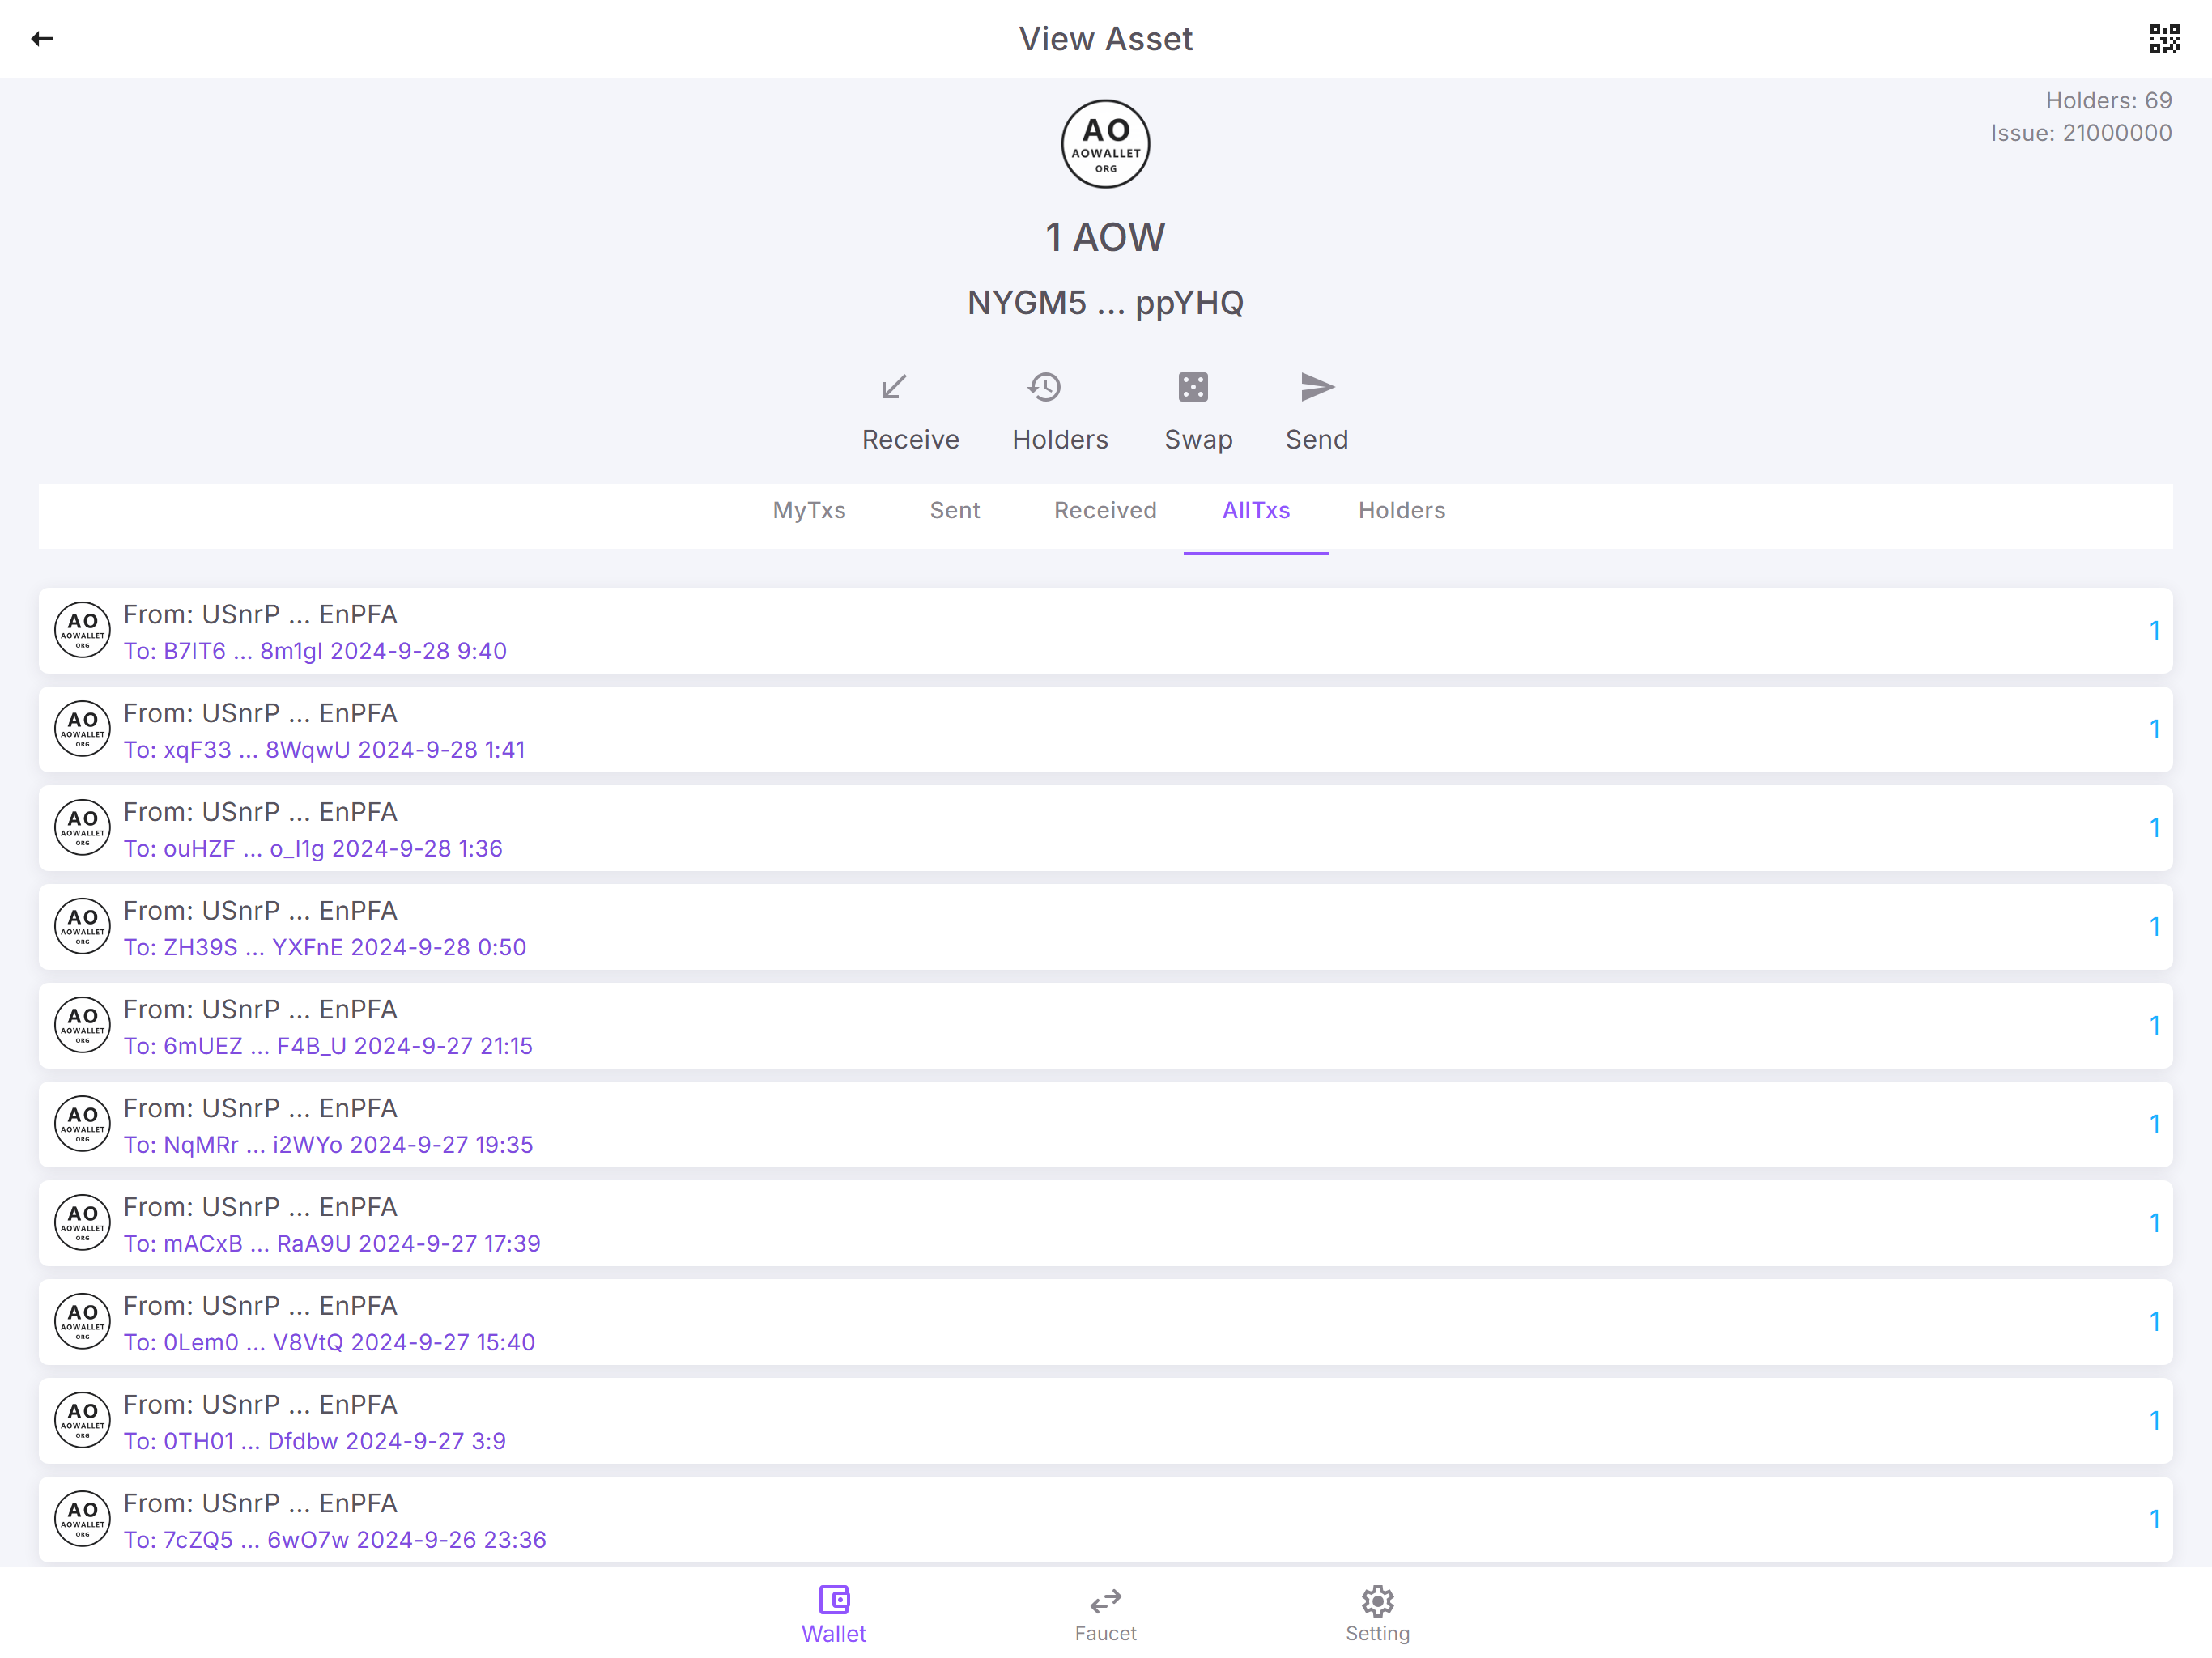 View Asset
Holders: 69
Issue: 21000000
AO
AOWALLET
ORG
1 AOW
NYGM5 ... ppYHQ
Receive Holders Swap Send
MyTxs Sent Received AllTxs Holders
AO
AOWALLET
ORG
From: USnrP ... EnPFA
To: B7IT6 ... 8m1gI 2024-9-28 9:40
1
AO
AOWALLET
ORG
From: USnrP ... EnPFA
To: xqF33 ... 8WqwU 2024-9-28 1:41
1
AO
AOWALLET
ORG
From: USnrP ... EnPFA
To: ouHZF ... o_I1g 2024-9-28 1:36
1
AO
AOWALLET
ORG
From: USnrP ... EnPFA
To: ZH39S ... YXFnE 2024-9-28 0:50
1
AO
AOWALLET
ORG
From: USnrP ... EnPFA
To: 6mUEZ ... F4B_U 2024-9-27 21:15
1
AO
AOWALLET
ORG
From: USnrP ... EnPFA
To: NqMRr ... i2WYo 2024-9-27 19:35
1
AO
AOWALLET
ORG
From: USnrP ... EnPFA
To: mACxB ... RaA9U 2024-9-27 17:39
1
AO
AOWALLET
ORG
From: USnrP ... EnPFA
To: 0Lem0 ... V8VtQ 2024-9-27 15:40
1
AO
AOWALLET
ORG
From: USnrP ... EnPFA
To: 0TH01 ... Dfdbw 2024-9-27 3:9
1
AO
AOWALLET
ORG
From: USnrP ... EnPFA
To: 7cZQ5 ... 6wO7w 2024-9-26 23:36
1
Wallet Faucet Setting